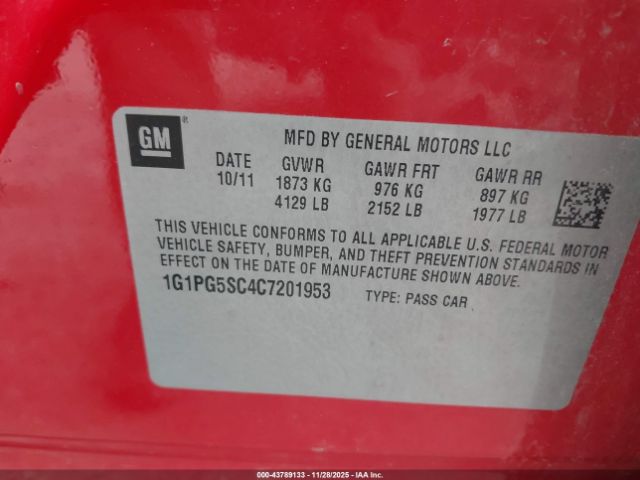 GM ®
MFD BY GENERAL MOTORS LLC
DATE GVWR GAWR FRT GAWR RR
10/11 1873 KG 976 KG 897 KG
4129 LB 2152 LB 1977 LB
THIS VEHICLE CONFORMS TO ALL APPLICABLE U.S. FEDERAL MOTOR
VEHICLE SAFETY, BUMPER, AND THEFT PREVENTION STANDARDS IN
EFFECT ON THE DATE OF MANUFACTURE SHOWN ABOVE.
1G1PG5SC4C7201953 TYPE: PASS CAR
000-43789133 - 11/28/2025 - IAA Inc.